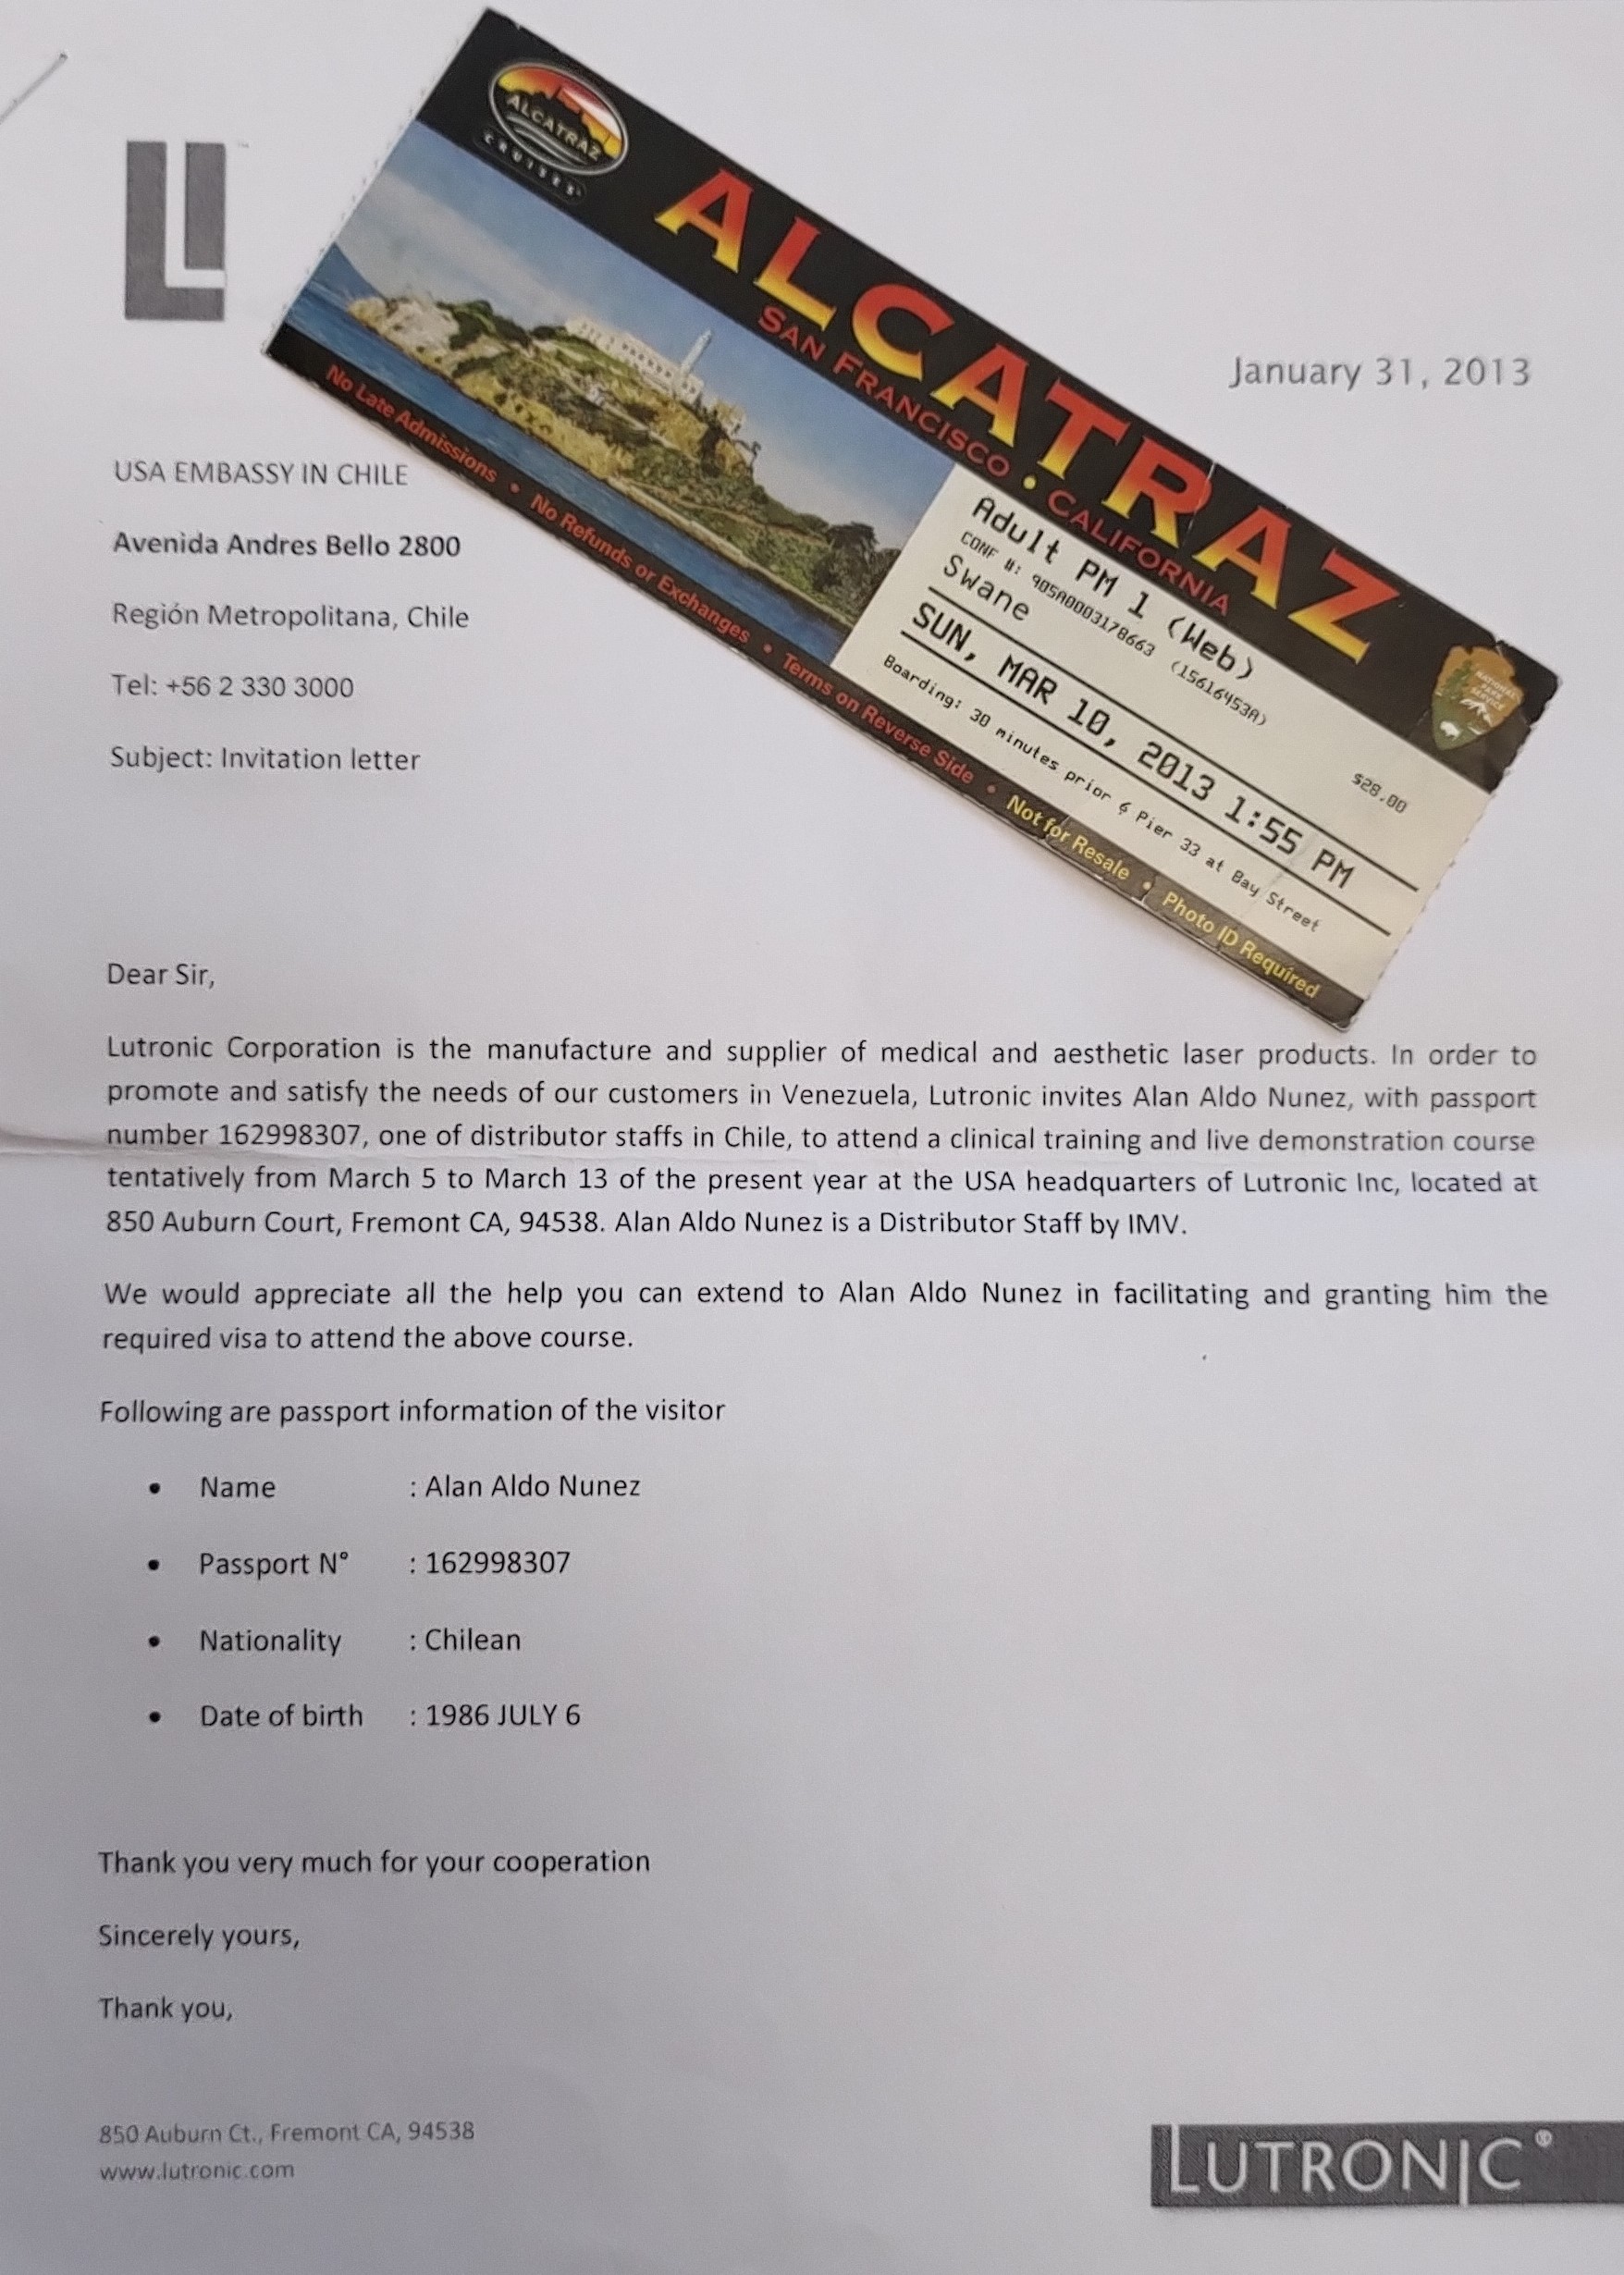 ALCATRAZ
CRUISES
ALCATRAZ
SAN FRANCISCO • CALIFORNIA
Adult PM 1 (Web)
CONF #: 905A0003178663 (15616453A)
Swane
$28.00
SUN, MAR 10, 2013 1:55 PM
Boarding: 30 minutes prior @ Pier 33 at Bay Street
No Late Admissions • No Refunds or Exchanges • Terms on Reverse Side • Not for Resale • Photo ID Required
NATIONAL
PARK
SERVICE
January 31, 2013
USA EMBASSY IN CHILE
Avenida Andres Bello 2800
Región Metropolitana, Chile
Tel: +56 2 330 3000
Subject: Invitation letter
Dear Sir,
Lutronic Corporation is the manufacture and supplier of medical and aesthetic laser products. In order to
promote and satisfy the needs of our customers in Venezuela, Lutronic invites Alan Aldo Nunez, with passport
number 162998307, one of distributor staffs in Chile, to attend a clinical training and live demonstration course
tentatively from March 5 to March 13 of the present year at the USA headquarters of Lutronic Inc, located at
850 Auburn Court, Fremont CA, 94538. Alan Aldo Nunez is a Distributor Staff by IMV.
We would appreciate all the help you can extend to Alan Aldo Nunez in facilitating and granting him the
required visa to attend the above course.
Following are passport information of the visitor
• Name : Alan Aldo Nunez
• Passport N° : 162998307
• Nationality : Chilean
• Date of birth : 1986 JULY 6
Thank you very much for your cooperation
Sincerely yours,
Thank you,
850 Auburn Ct., Fremont CA, 94538
www.lutronic.com
LUTRONIC®